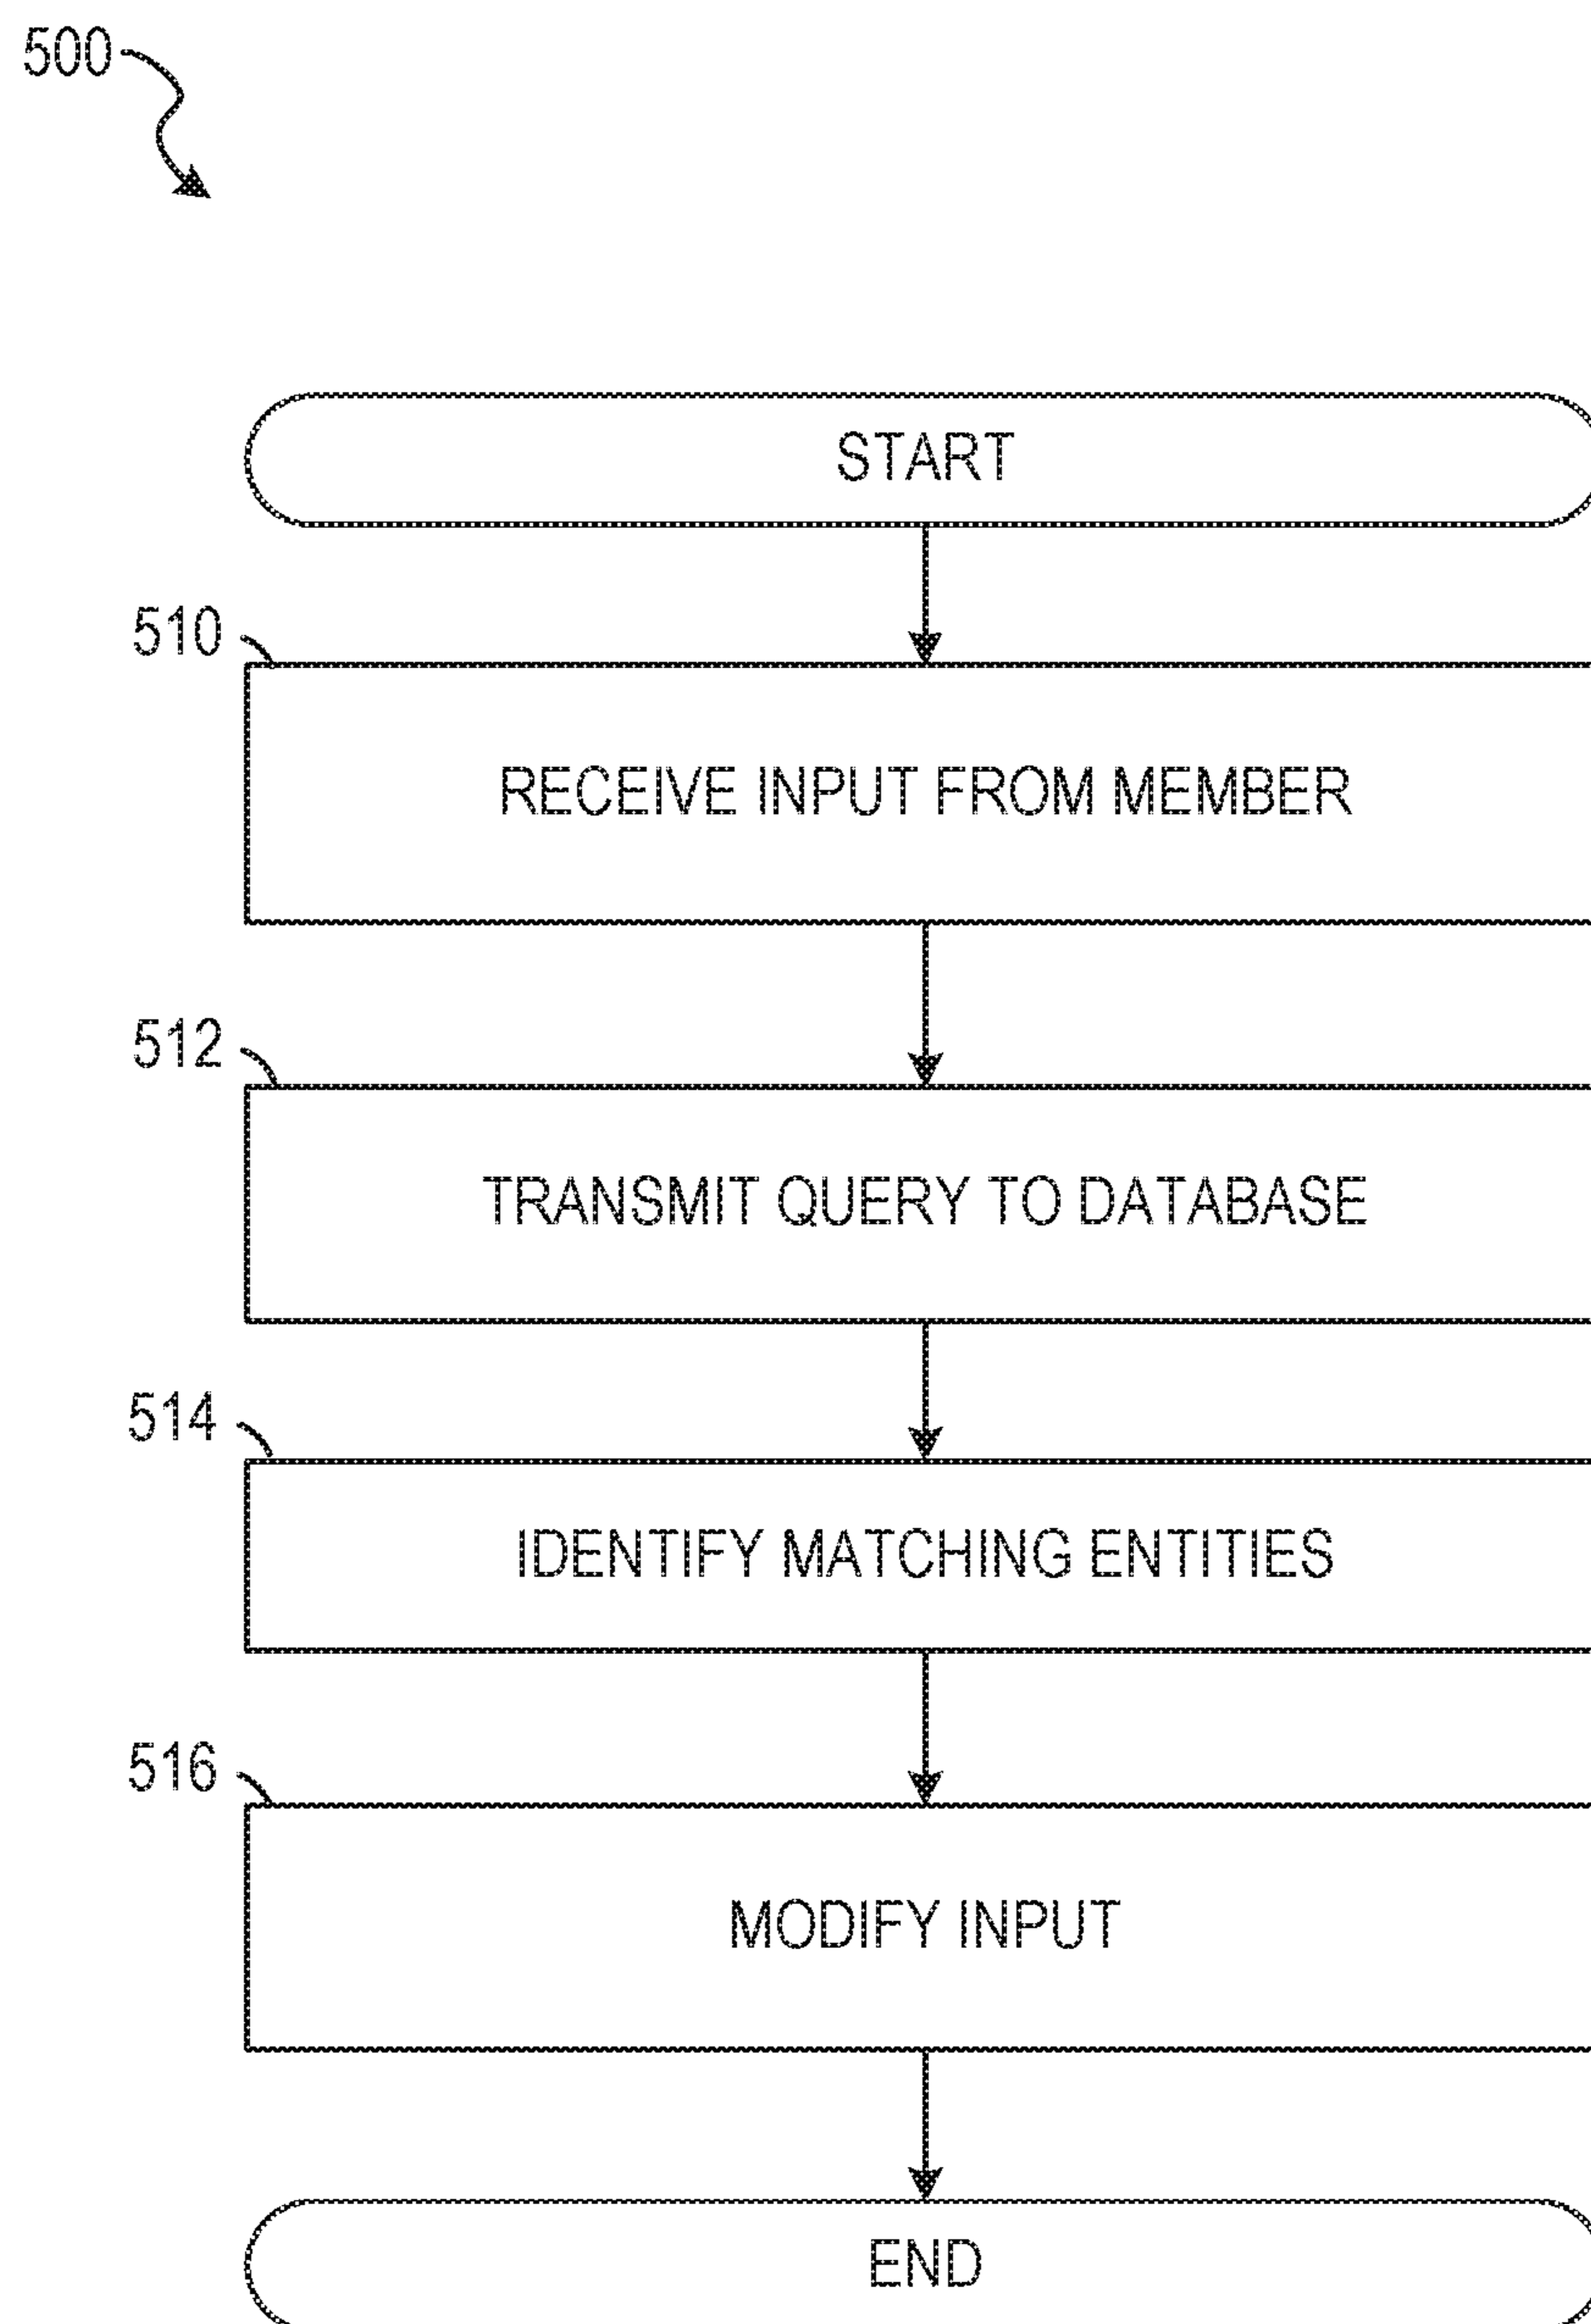 500
START
510
RECEIVE INPUT FROM MEMBER
512
TRANSMIT QUERY TO DATABASE
514
IDENTIFY MATCHING ENTITIES
516
MODIFY INPUT
END